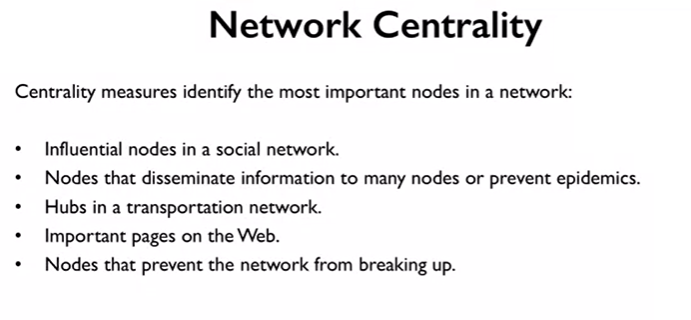 Network Centrality
Centrality measures identify the most important nodes in a network:
• Influential nodes in a social network.
• Nodes that disseminate information to many nodes or prevent epidemics.
• Hubs in a transportation network.
• Important pages on the Web.
• Nodes that prevent the network from breaking up.